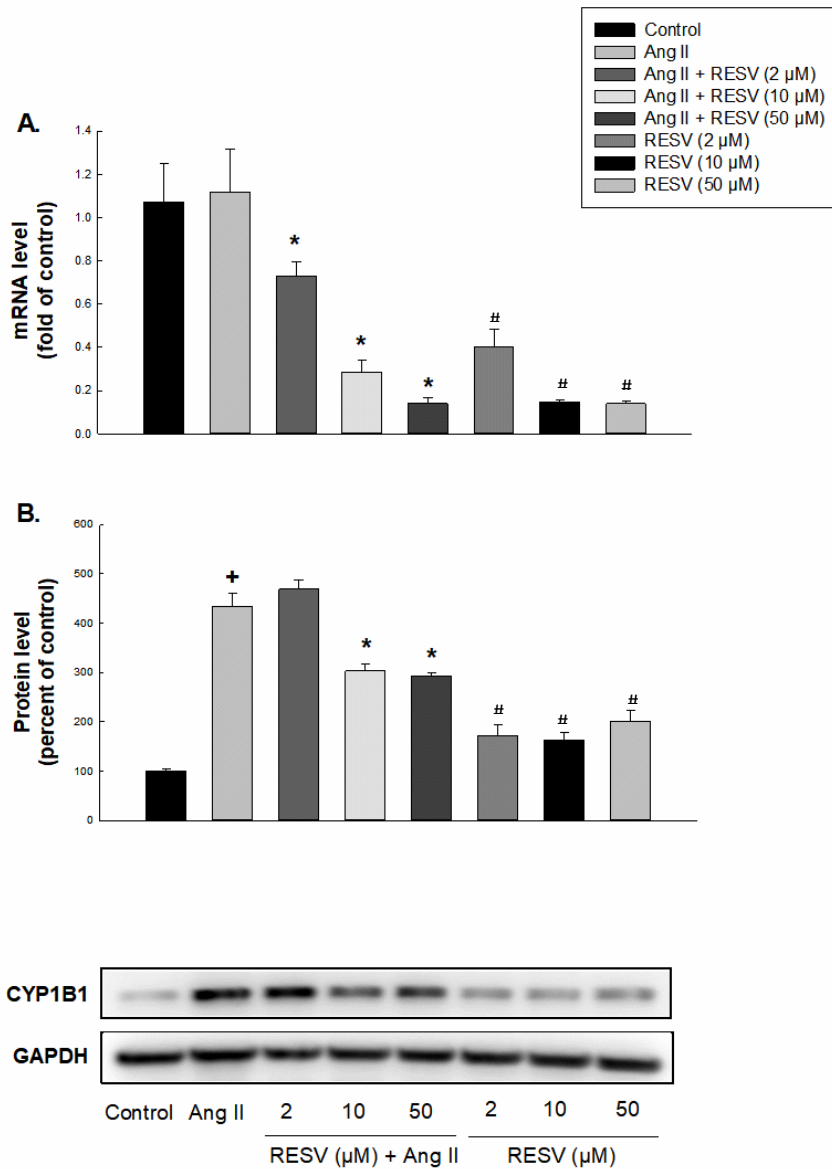 Control
Ang II
Ang II + RESV (2 µM)
Ang II + RESV (10 µM)
Ang II + RESV (50 µM)
RESV (2 µM)
RESV (10 µM)
RESV (50 µM)
A.
mRNA level
(fold of control)
1.4
1.2
1.0
0.8
0.6
0.4
0.2
0.0
*
*
*
#
#
#
B.
Protein level
(percent of control)
600
500
400
300
200
100
0
+
*
*
#
#
#
CYP1B1
GAPDH
Control Ang II 2 10 50 2 10 50
RESV (µM) + Ang II RESV (µM)